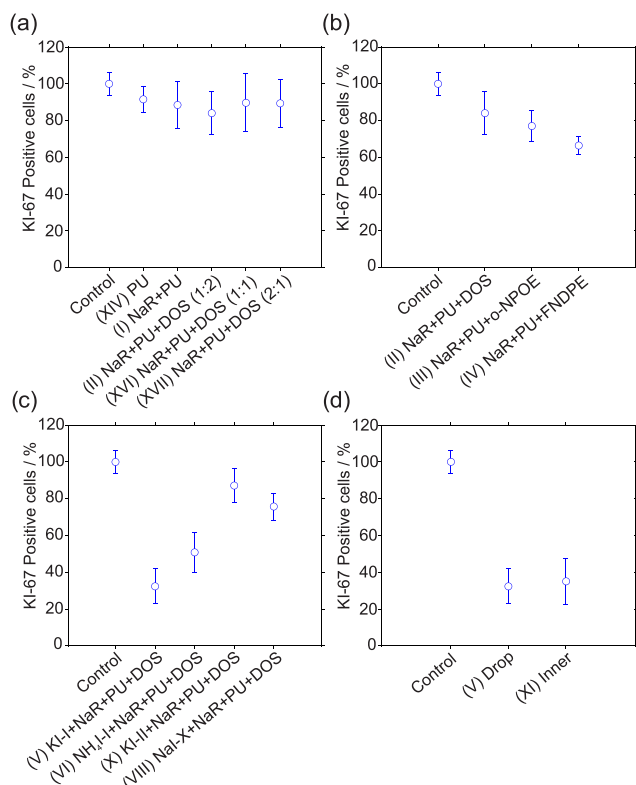 (a)
120
100
80
60
40
20
0
KI-67 Positive cells / %
Control
(XIV) PU
(I) NaR+PU
(II) NaR+PU+DOS (1:2)
(XVI) NaR+PU+DOS (1:1)
(XVII) NaR+PU+DOS (2:1)
(b)
120
100
80
60
40
20
0
KI-67 Positive cells / %
Control
(II) NaR+PU+DOS
(III) NaR+PU+o-NPOE
(IV) NaR+PU+FNDPE
(c)
120
100
80
60
40
20
0
KI-67 Positive cells / %
Control
(V) KI-I+NaR+PU+DOS
(VI) NH₄I-I+NaR+PU+DOS
(X) KI-II+NaR+PU+DOS
(VIII) NaI-X+NaR+PU+DOS
(d)
120
100
80
60
40
20
0
KI-67 Positive cells / %
Control
(V) Drop
(XI) Inner